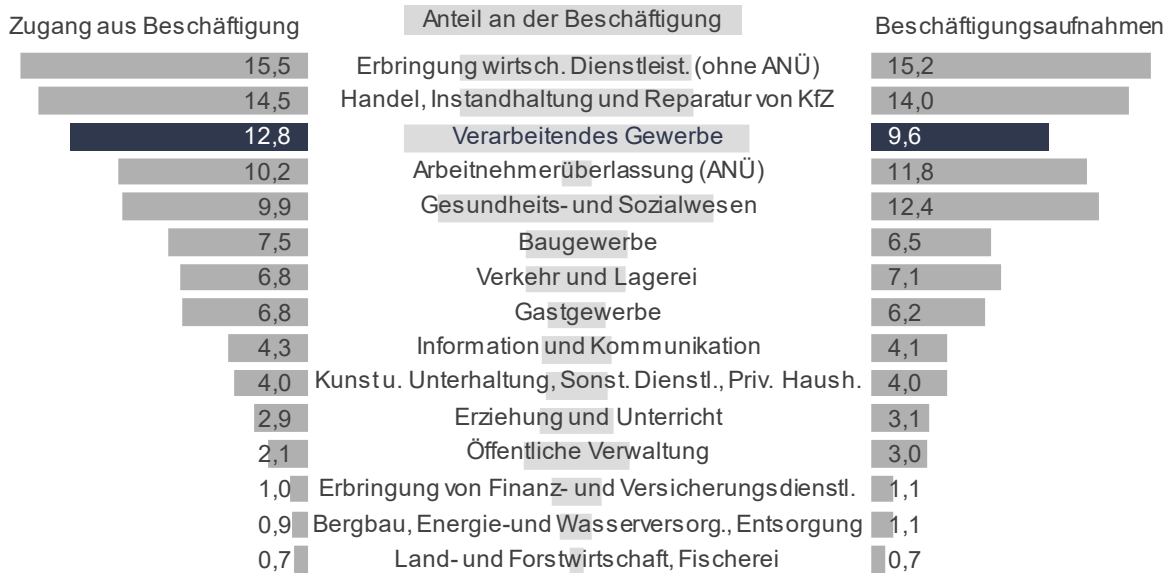 Zugang aus Beschäftigung Anteil an der Beschäftigung Beschäftigungsaufnahmen
15,5 Erbringung wirtsch. Dienstleist. (ohne ANÜ) 15,2
14,5 Handel, Instandhaltung und Reparatur von KfZ 14,0
12,8 Verarbeitendes Gewerbe 9,6
10,2 Arbeitnehmerüberlassung (ANÜ) 11,8
9,9 Gesundheits- und Sozialwesen 12,4
7,5 Baugewerbe 6,5
6,8 Verkehr und Lagerei 7,1
6,8 Gastgewerbe 6,2
4,3 Information und Kommunikation 4,1
4,0 Kunst u. Unterhaltung, Sonst. Dienstl., Priv. Haush. 4,0
2,9 Erziehung und Unterricht 3,1
2,1 Öffentliche Verwaltung 3,0
1,0 Erbringung von Finanz- und Versicherungsdienstl. 1,1
0,9 Bergbau, Energie-und Wasserversorg., Entsorgung 1,1
0,7 Land- und Forstwirtschaft, Fischerei 0,7